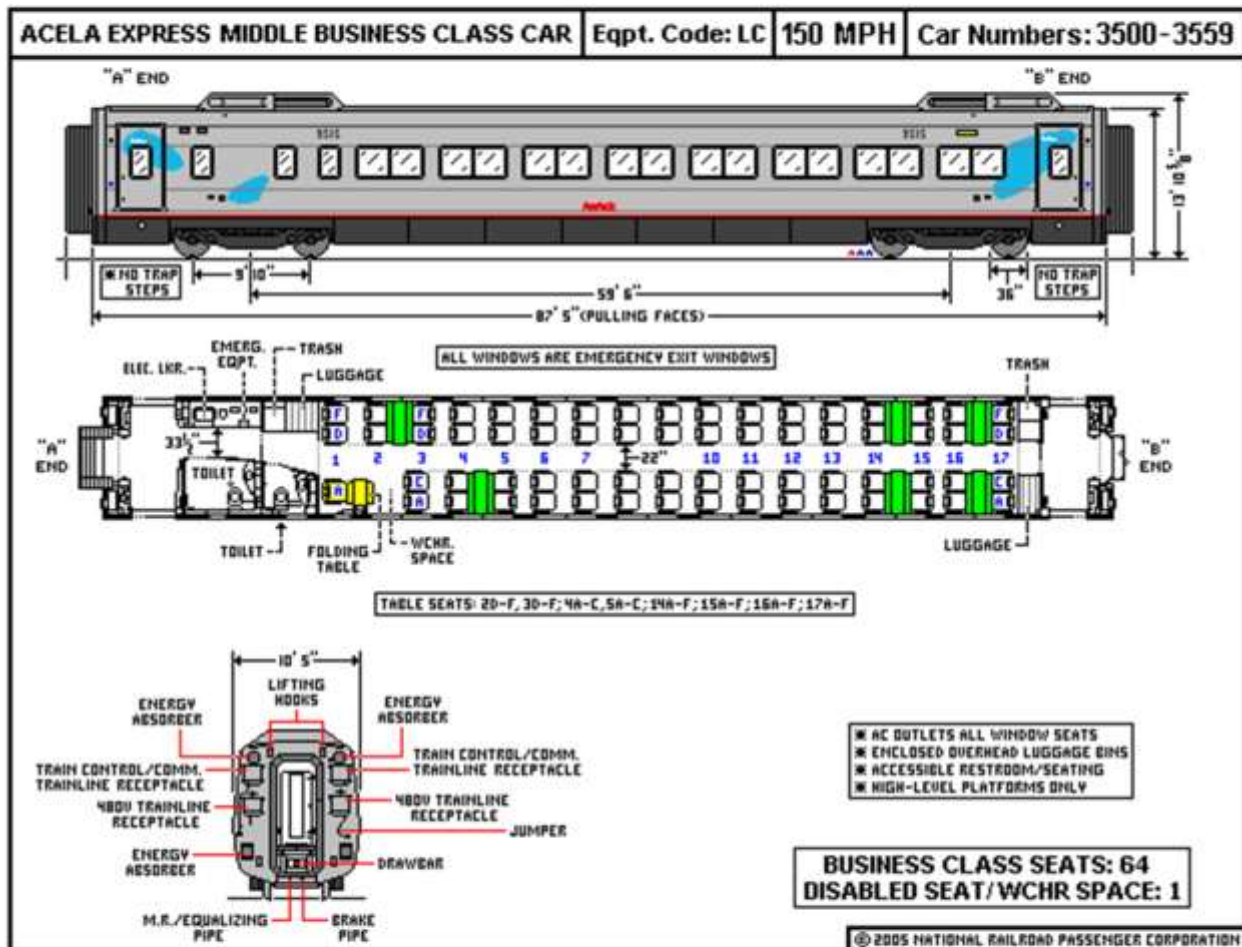 ACELA EXPRESS MIDDLE BUSINESS CLASS CAR
Eqpt. Code: LC
150 MPH
Car Numbers: 3500-3559
"A" END
"B" END
Amtrak
13' 10 5/8"
※ NO TRAP
STEPS
9' 10"
59' 6"
36"
NO TRAP
STEPS
87' 5" (PULLING FACES)
ALL WINDOWS ARE EMERGENCY EXIT WINDOWS
ELEC. LKR.
EMERG.
EQPT.
TRASH
LUGGAGE
TRASH
"A"
END
33 1/2"
TOILET
F
D
F
D
F
D
1 2 3 4 5 6 7
22"
10 11 12 13 14 15 16 17
A
C
A
C
A
"B"
END
TOILET
FOLDING
TABLE
WCHR.
SPACE
LUGGAGE
TABLE SEATS: 2D-F, 3D-F; 4A-C, 5A-C; 14A-F; 15A-F; 16A-F; 17A-F
10' 5"
LIFTING
HOOKS
ENERGY
ABSORBER
ENERGY
ABSORBER
TRAIN CONTROL/COMM.
TRAINLINE RECEPTACLE
TRAIN CONTROL/COMM.
TRAINLINE RECEPTACLE
480V TRAINLINE
RECEPTACLE
480V TRAINLINE
RECEPTACLE
JUMPER
ENERGY
ABSORBER
DRAWBAR
M.R./EQUALIZING
PIPE
BRAKE
PIPE
※ AC OUTLETS ALL WINDOW SEATS
※ ENCLOSED OVERHEAD LUGGAGE BINS
※ ACCESSIBLE RESTROOM/SEATING
※ HIGH-LEVEL PLATFORMS ONLY
BUSINESS CLASS SEATS: 64
DISABLED SEAT/WCHR SPACE: 1
© 2005 NATIONAL RAILROAD PASSENGER CORPORATION